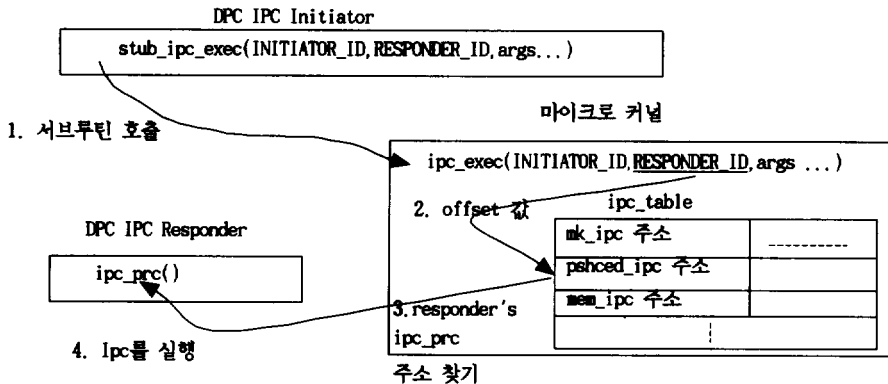 DPC IPC Initiator
stub_ipc_exec(INITIATOR_ID,RESPONDER_ID,args...)
1. 서브루틴 호출
마이크로 커널
ipc_exec(INITIATOR_ID,RESPONDER_ID,args ...)
2. offset 값
ipc_table
mk_ipc 주소
pshced_ipc 주소
mem_ipc 주소
DPC IPC Responder
ipc_prc()
3.responder's
ipc_prc
주소 찾기
4. Ipc를 실행